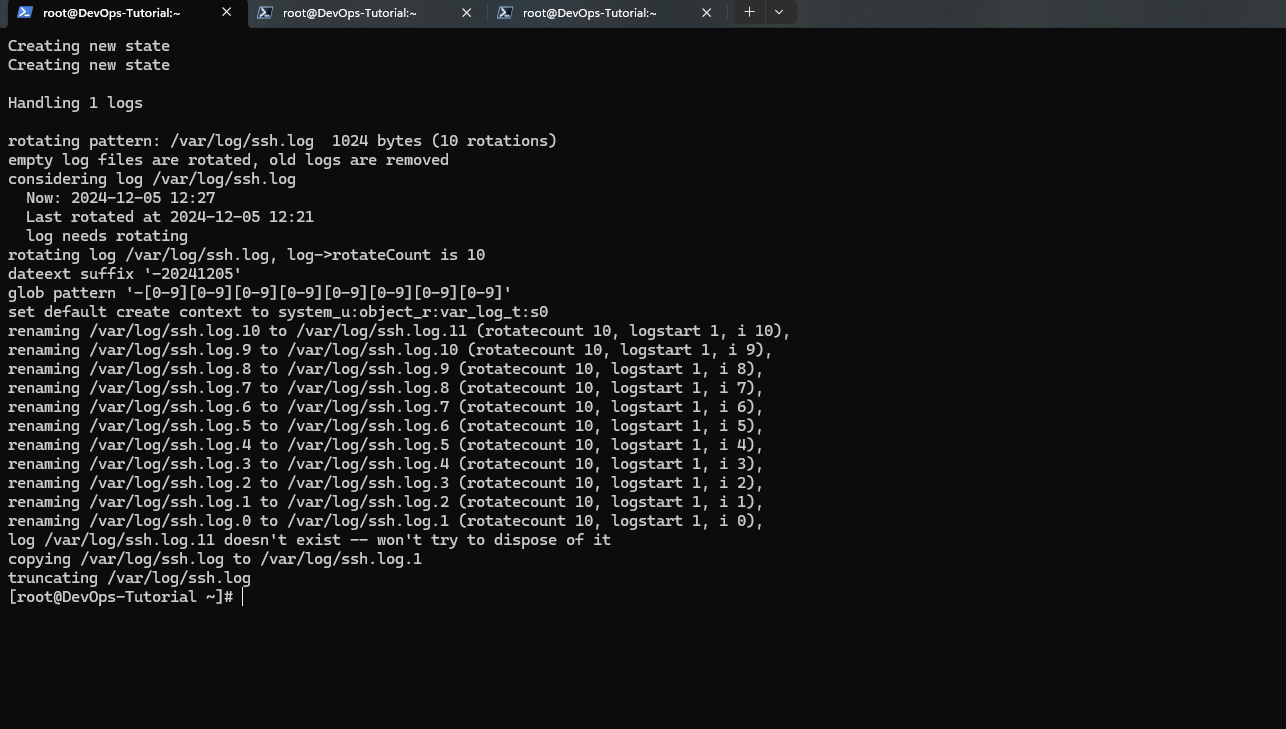 root@DevOps-Tutorial:~
root@DevOps-Tutorial:~
root@DevOps-Tutorial:~
Creating new state
Creating new state
Handling 1 logs
rotating pattern: /var/log/ssh.log  1024 bytes (10 rotations)
empty log files are rotated, old logs are removed
considering log /var/log/ssh.log
  Now: 2024-12-05 12:27
  Last rotated at 2024-12-05 12:21
  log needs rotating
rotating log /var/log/ssh.log, log->rotateCount is 10
dateext suffix '-20241205'
glob pattern '-[0-9][0-9][0-9][0-9][0-9][0-9][0-9][0-9]'
set default create context to system_u:object_r:var_log_t:s0
renaming /var/log/ssh.log.10 to /var/log/ssh.log.11 (rotatecount 10, logstart 1, i 10),
renaming /var/log/ssh.log.9 to /var/log/ssh.log.10 (rotatecount 10, logstart 1, i 9),
renaming /var/log/ssh.log.8 to /var/log/ssh.log.9 (rotatecount 10, logstart 1, i 8),
renaming /var/log/ssh.log.7 to /var/log/ssh.log.8 (rotatecount 10, logstart 1, i 7),
renaming /var/log/ssh.log.6 to /var/log/ssh.log.7 (rotatecount 10, logstart 1, i 6),
renaming /var/log/ssh.log.5 to /var/log/ssh.log.6 (rotatecount 10, logstart 1, i 5),
renaming /var/log/ssh.log.4 to /var/log/ssh.log.5 (rotatecount 10, logstart 1, i 4),
renaming /var/log/ssh.log.3 to /var/log/ssh.log.4 (rotatecount 10, logstart 1, i 3),
renaming /var/log/ssh.log.2 to /var/log/ssh.log.3 (rotatecount 10, logstart 1, i 2),
renaming /var/log/ssh.log.1 to /var/log/ssh.log.2 (rotatecount 10, logstart 1, i 1),
renaming /var/log/ssh.log.0 to /var/log/ssh.log.1 (rotatecount 10, logstart 1, i 0),
log /var/log/ssh.log.11 doesn't exist -- won't try to dispose of it
copying /var/log/ssh.log to /var/log/ssh.log.1
truncating /var/log/ssh.log
[root@DevOps-Tutorial ~]#